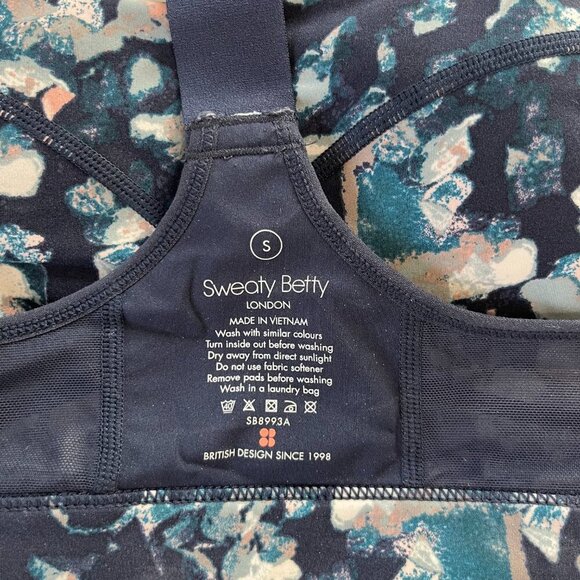 S
Sweaty Betty
LONDON
MADE IN VIETNAM
Wash with similar colours
Turn inside out before washing
Dry away from direct sunlight
Do not use fabric softener
Remove pads before washing
Wash in a laundry bag
40
SB8993A
BRITISH DESIGN SINCE 1998